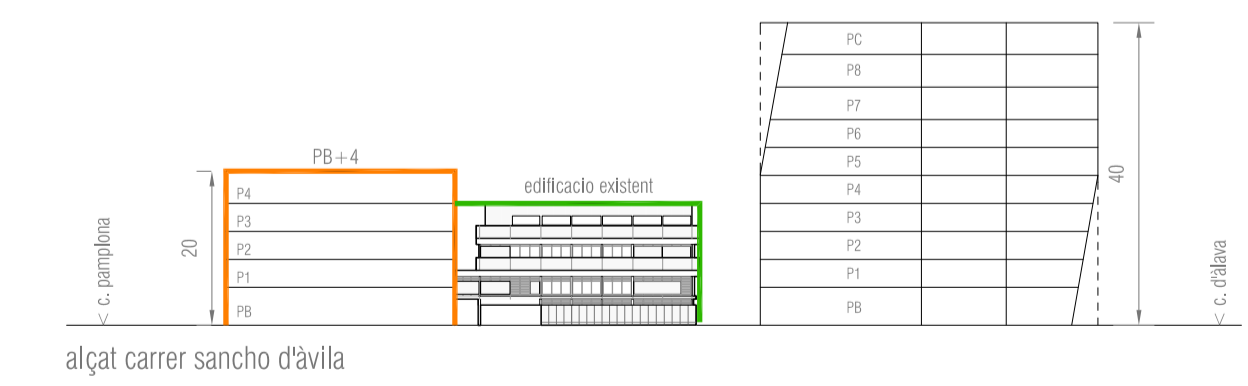 PB+4
P4
P3
P2
P1
PB
20
< c. pamplona
edificacio existent
PC
P8
P7
P6
P5
P4
P3
P2
P1
PB
40
< c. d'àlava
alçat carrer sancho d'àvila